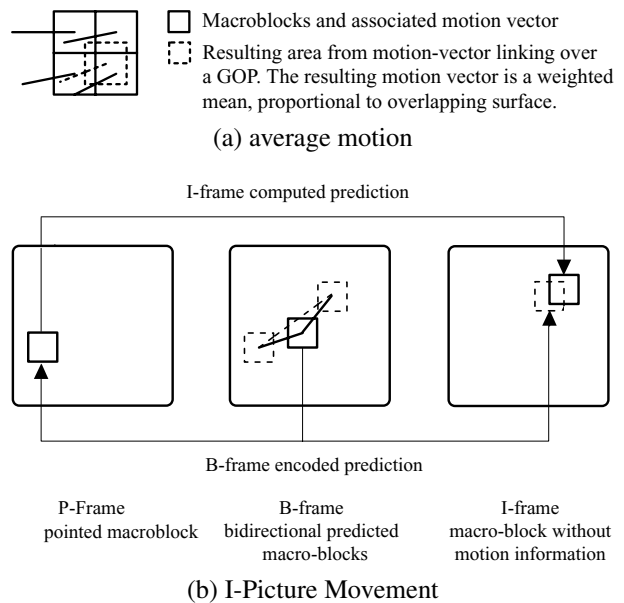 Macroblocks and associated motion vector
Resulting area from motion-vector linking over
a GOP. The resulting motion vector is a weighted
mean, proportional to overlapping surface.
(a) average motion
I-frame computed prediction
B-frame encoded prediction
P-Frame
pointed macroblock
B-frame
bidirectional predicted
macro-blocks
I-frame
macro-block without
motion information
(b) I-Picture Movement